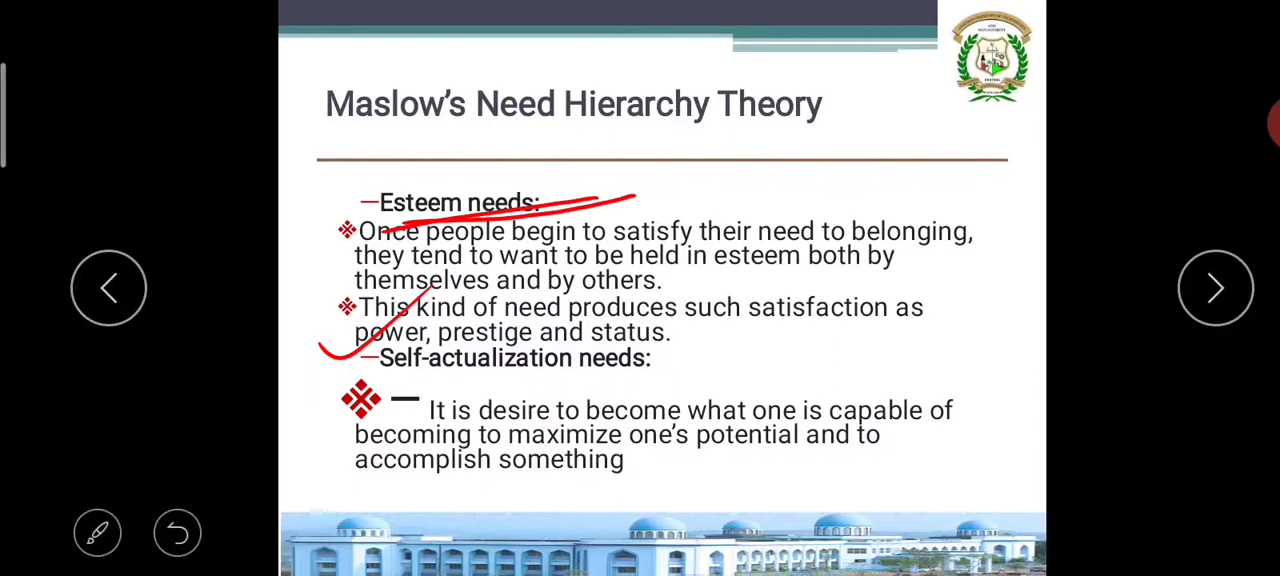 Maslow's Need Hierarchy Theory
–Esteem needs:
❖Once people begin to satisfy their need to belonging,
they tend to want to be held in esteem both by
themselves and by others.
❖This kind of need produces such satisfaction as
power, prestige and status.
–Self-actualization needs:
❖– It is desire to become what one is capable of
becoming to maximize one's potential and to
accomplish something